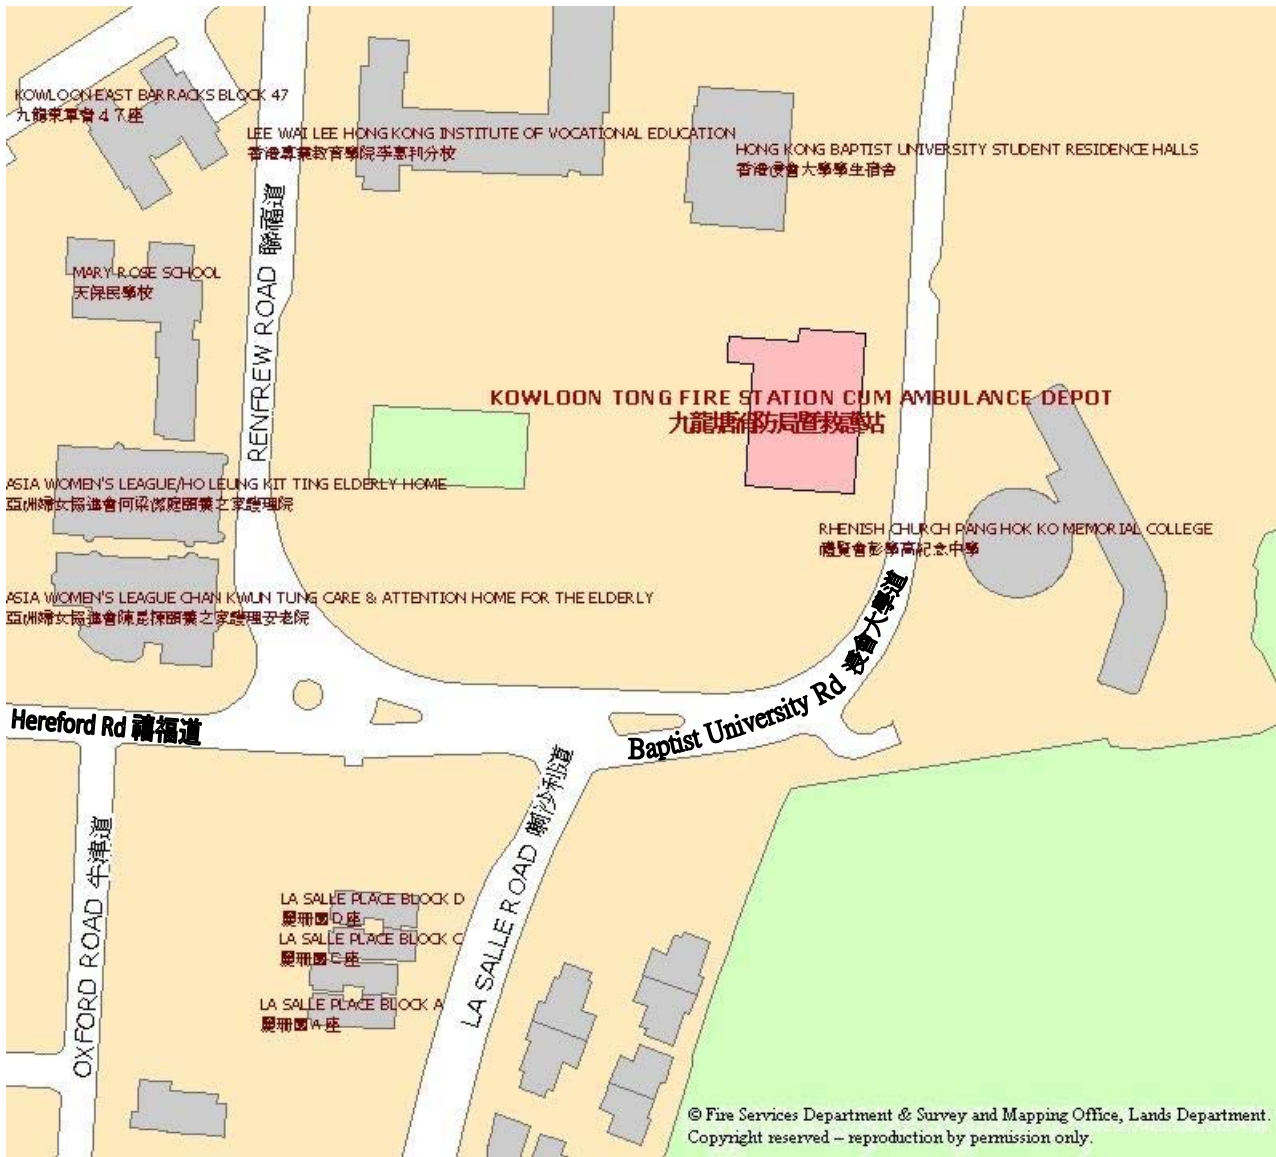 KOWLOON EAST BARRACKS BLOCK 47
九龍東軍營47座
LEE WAI LEE HONG KONG INSTITUTE OF VOCATIONAL EDUCATION
香港專業教育學院李惠利分校
HONG KONG BAPTIST UNIVERSITY STUDENT RESIDENCE HALLS
香港浸會大學學生宿舍
RENFREW ROAD 聯福道
MARY ROSE SCHOOL
天保民學校
KOWLOON TONG FIRE STATION CUM AMBULANCE DEPOT
九龍塘消防局暨救護站
ASIA WOMEN'S LEAGUE/HO LEUNG KIT TING ELDERLY HOME
亞洲婦女協進會何梁潔庭頤養之家護理院
RHENISH CHURCH PANG HOK KO MEMORIAL COLLEGE
禮賢會彭學高紀念中學
ASIA WOMEN'S LEAGUE CHAN KWUN TUNG CARE & ATTENTION HOME FOR THE ELDERLY
亞洲婦女協進會陳昆棟頤養之家護理安老院
Hereford Rd 禧福道
Baptist University Rd 浸會大學道
OXFORD ROAD 牛津道
LA SALLE ROAD 喇沙利道
LA SALLE PLACE BLOCK D
麗珊園D座
LA SALLE PLACE BLOCK C
麗珊園C座
LA SALLE PLACE BLOCK A
麗珊園A座
© Fire Services Department & Survey and Mapping Office, Lands Department.
Copyright reserved – reproduction by permission only.